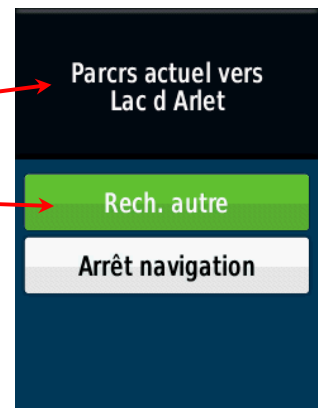 Parcrs actuel vers
Lac d Arlet
Rech. autre
Arrêt navigation